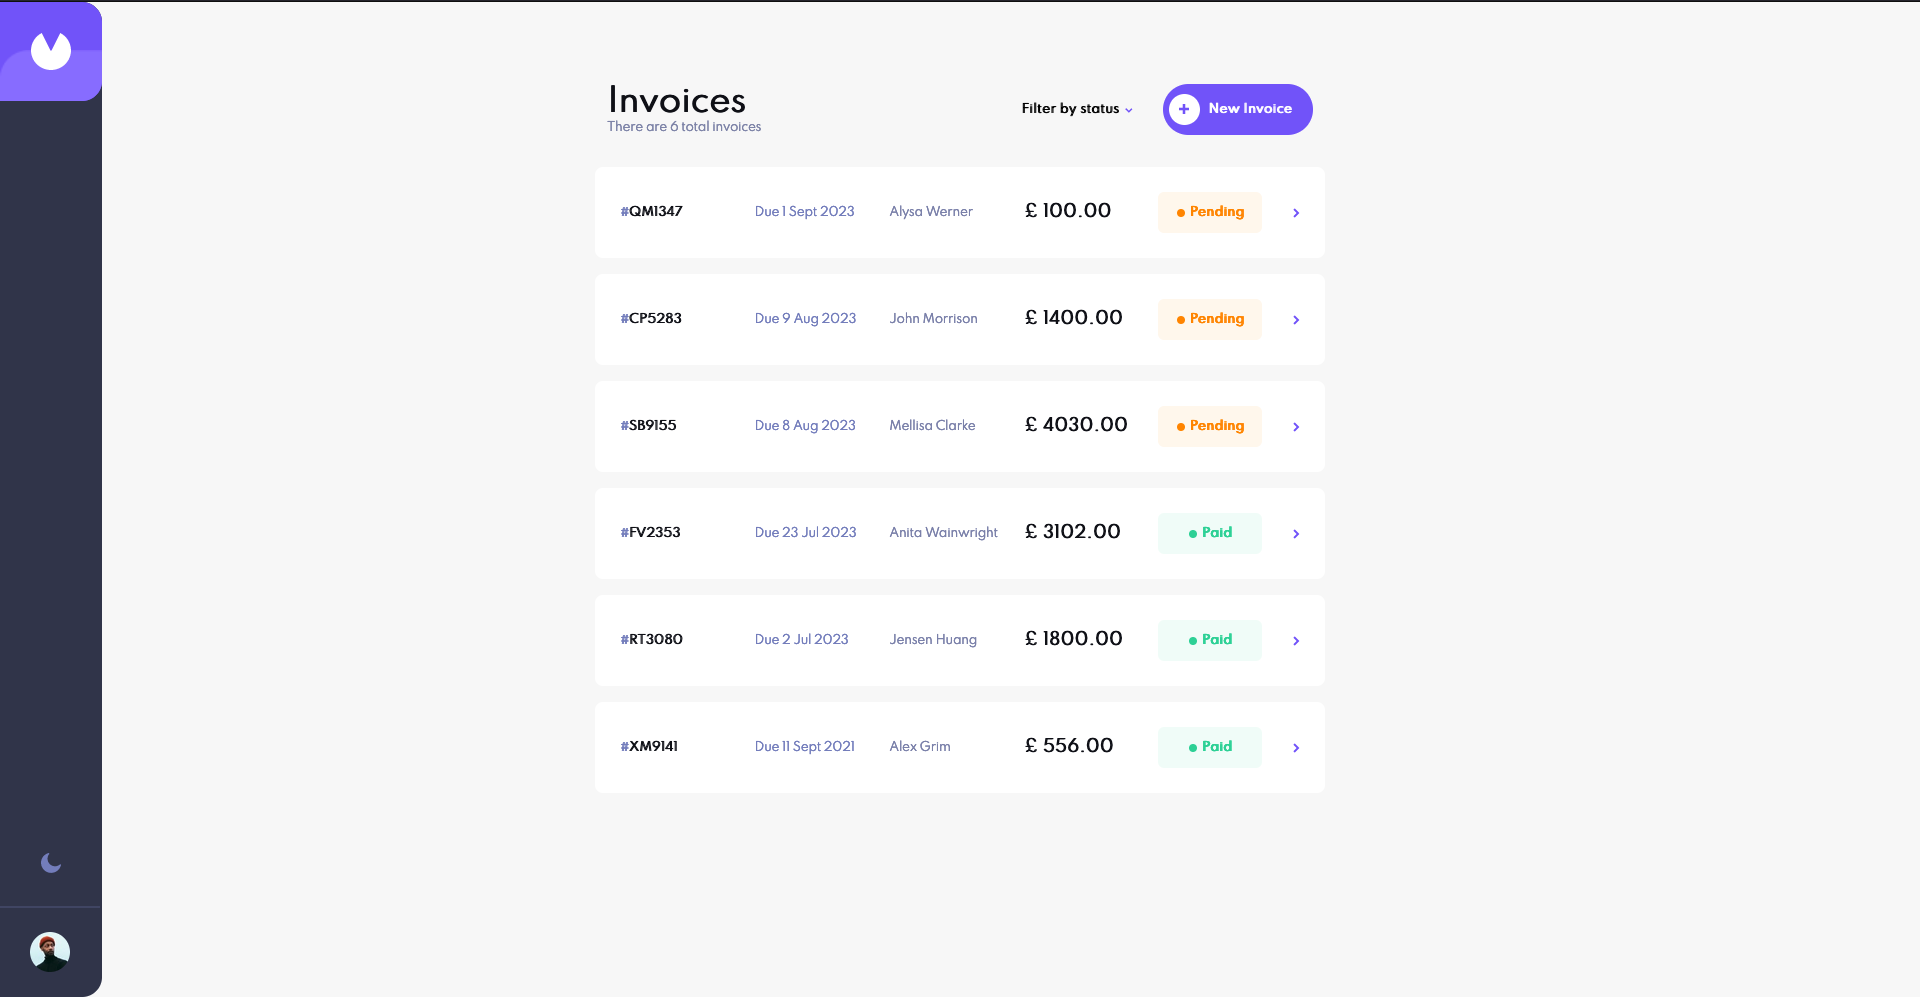 Invoices
There are 6 total invoices
Filter by status
New Invoice
#QM1347 Due 1 Sept 2023 Alysa Werner £ 100.00 Pending
#CP5283 Due 9 Aug 2023 John Morrison £ 1400.00 Pending
#SB9155 Due 8 Aug 2023 Mellisa Clarke £ 4030.00 Pending
#FV2353 Due 23 Jul 2023 Anita Wainwright £ 3102.00 Paid
#RT3080 Due 2 Jul 2023 Jensen Huang £ 1800.00 Paid
#XM9141 Due 11 Sept 2021 Alex Grim £ 556.00 Paid